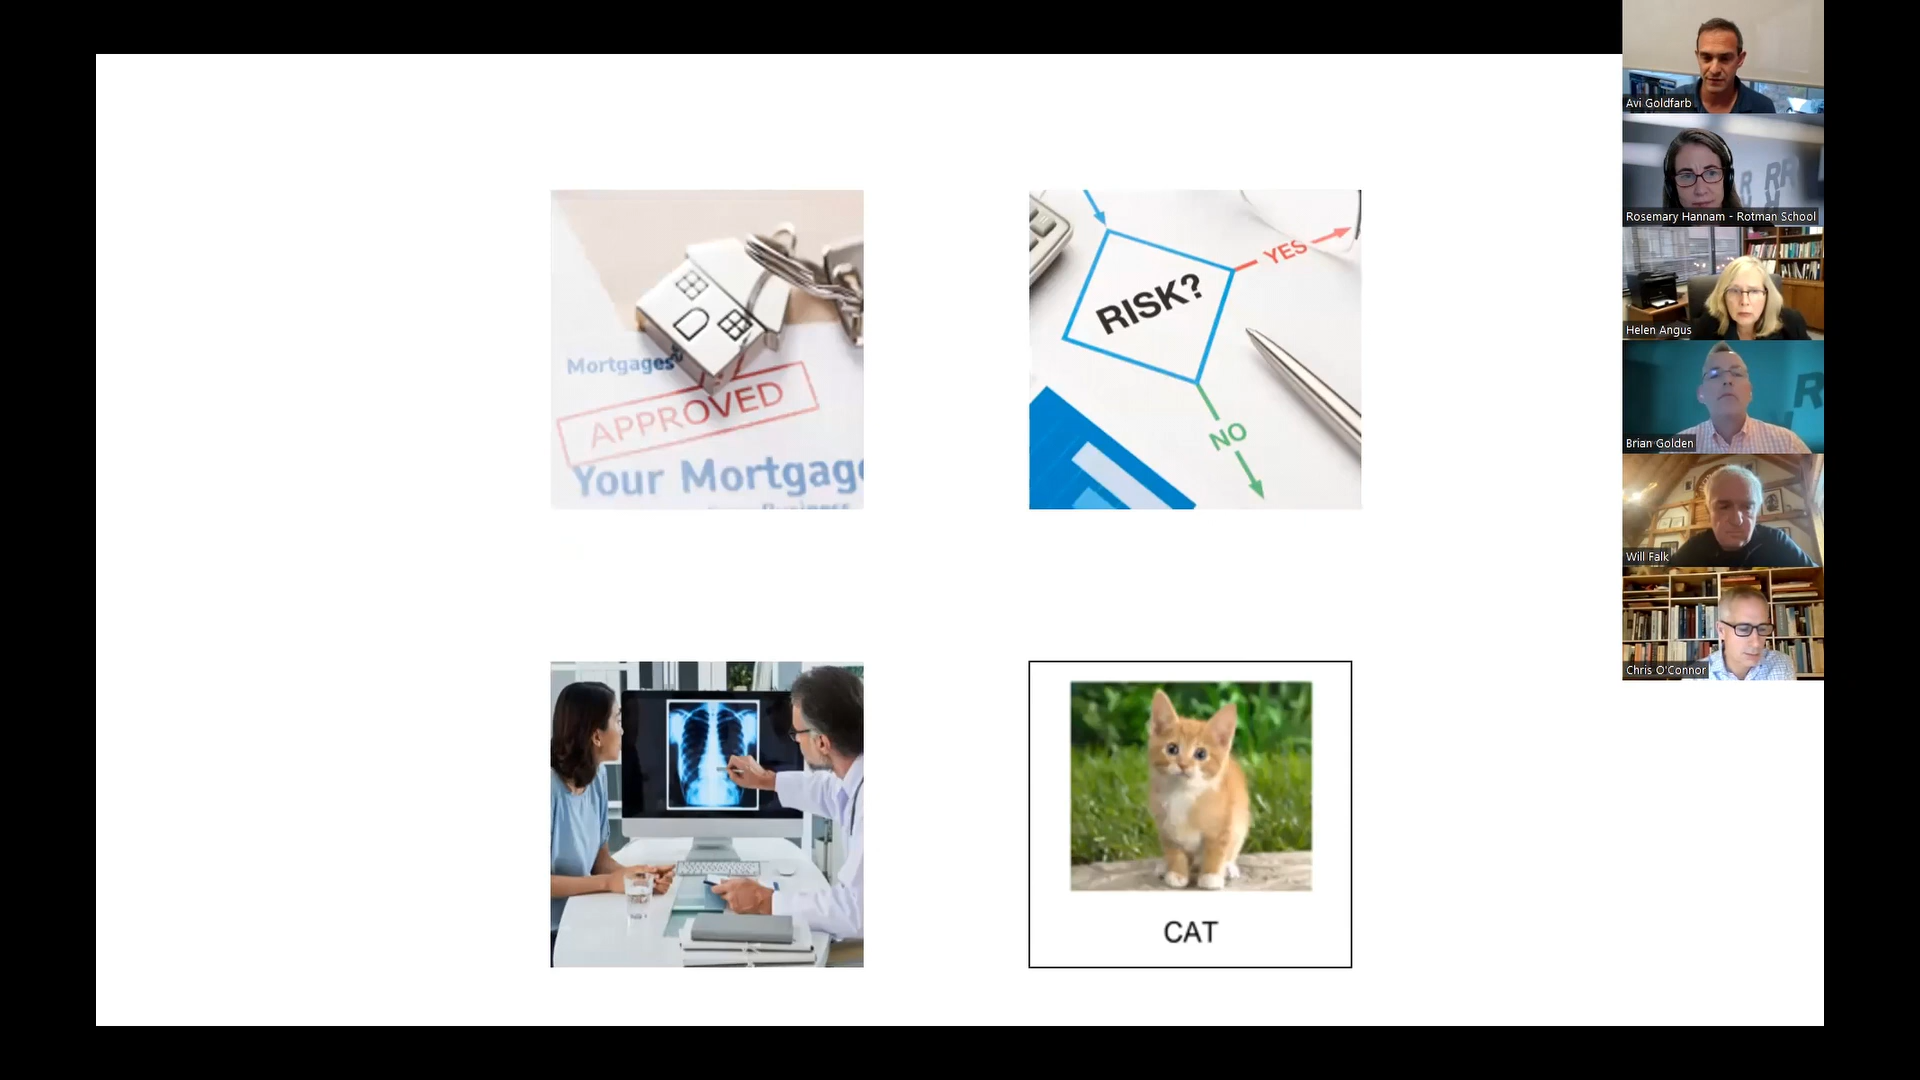 Mortgages
APPROVED
Your Mortgage
Business
RISK?
YES
NO
CAT
Avi Goldfarb
Rosemary Hannam - Rotman School
Helen Angus
Brian Golden
Will Falk
Chris O'Connor